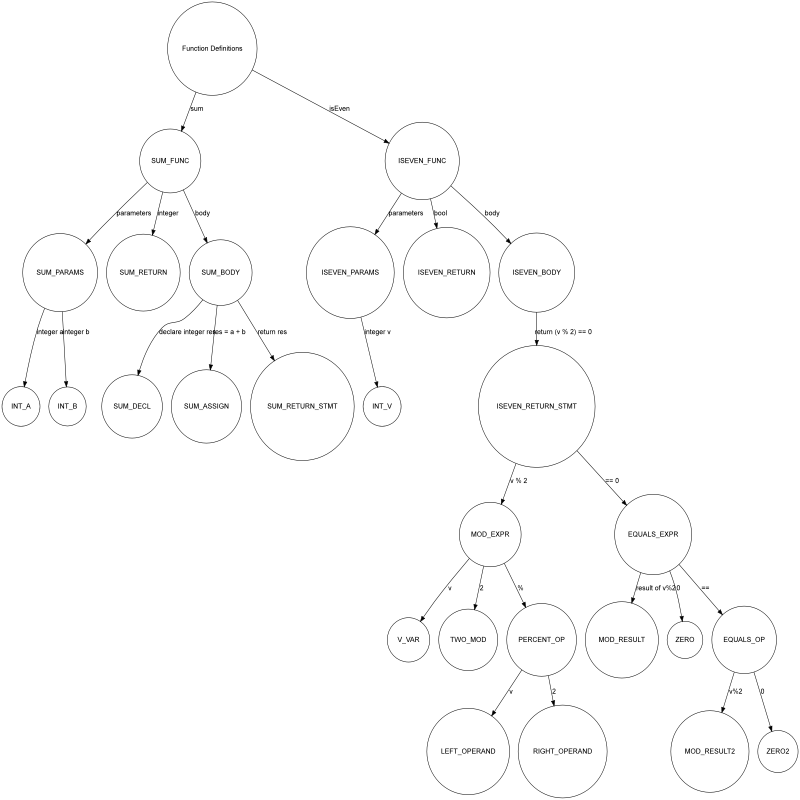 Function Definitions
sum
isEven
SUM_FUNC
ISEVEN_FUNC
parameters
integer
body
parameters
bool
body
SUM_PARAMS
SUM_RETURN
SUM_BODY
ISEVEN_PARAMS
ISEVEN_RETURN
ISEVEN_BODY
integer a
integer b
declare integer res
res = a + b
return res
integer v
return (v % 2) == 0
INT_A
INT_B
SUM_DECL
SUM_ASSIGN
SUM_RETURN_STMT
INT_V
ISEVEN_RETURN_STMT
v % 2
== 0
MOD_EXPR
EQUALS_EXPR
v
2
%
result of v%2
0
==
V_VAR
TWO_MOD
PERCENT_OP
MOD_RESULT
ZERO
EQUALS_OP
v
2
v%2
0
LEFT_OPERAND
RIGHT_OPERAND
MOD_RESULT2
ZERO2